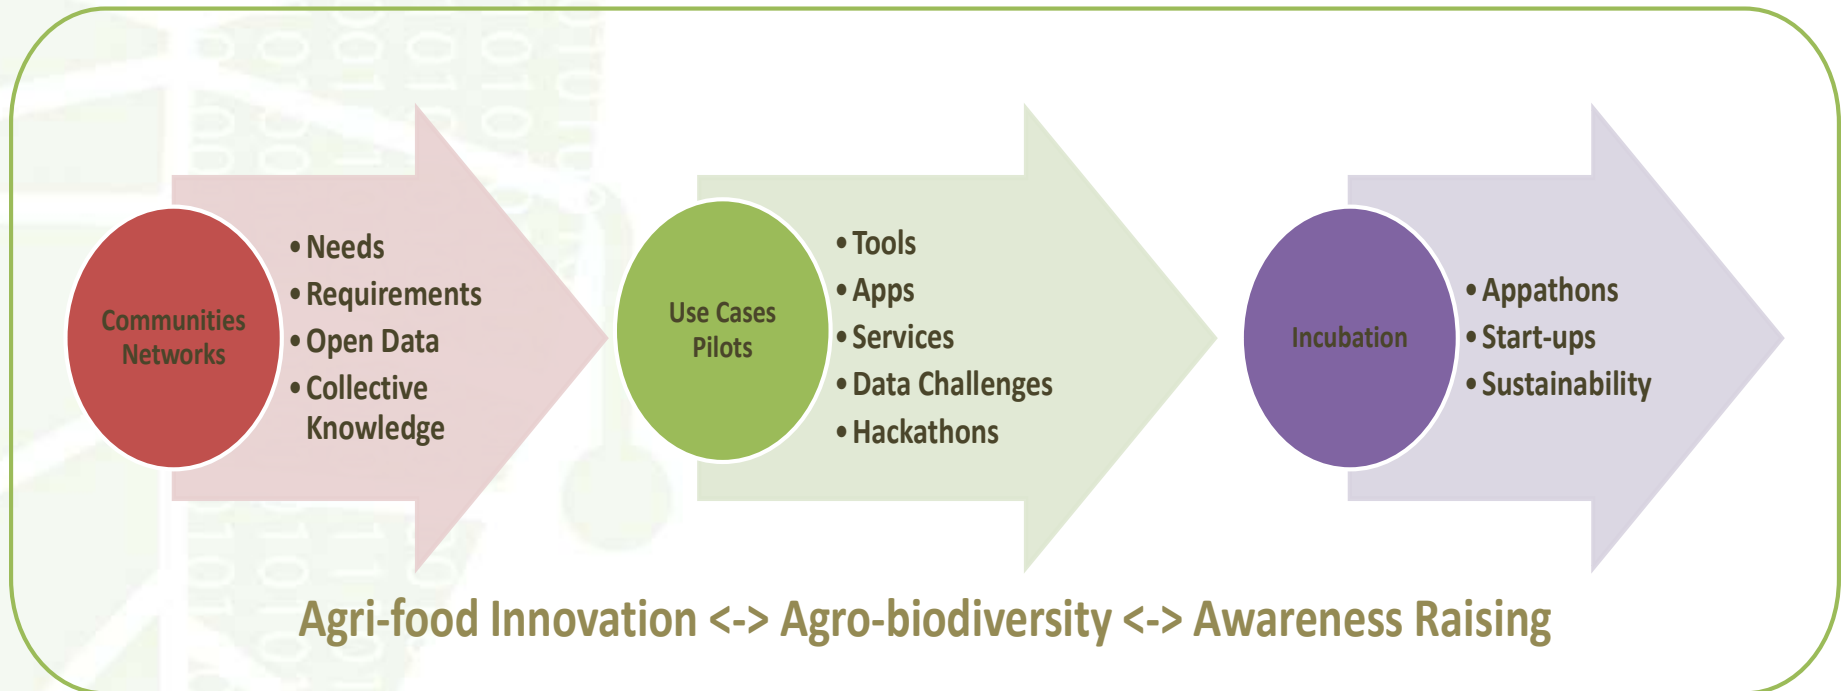 Communities
Networks
• Needs
• Requirements
• Open Data
• Collective
Knowledge
Use Cases
Pilots
• Tools
• Apps
• Services
• Data Challenges
• Hackathons
Incubation
• Appathons
• Start-ups
• Sustainability
Agri-food Innovation <-> Agro-biodiversity <-> Awareness Raising